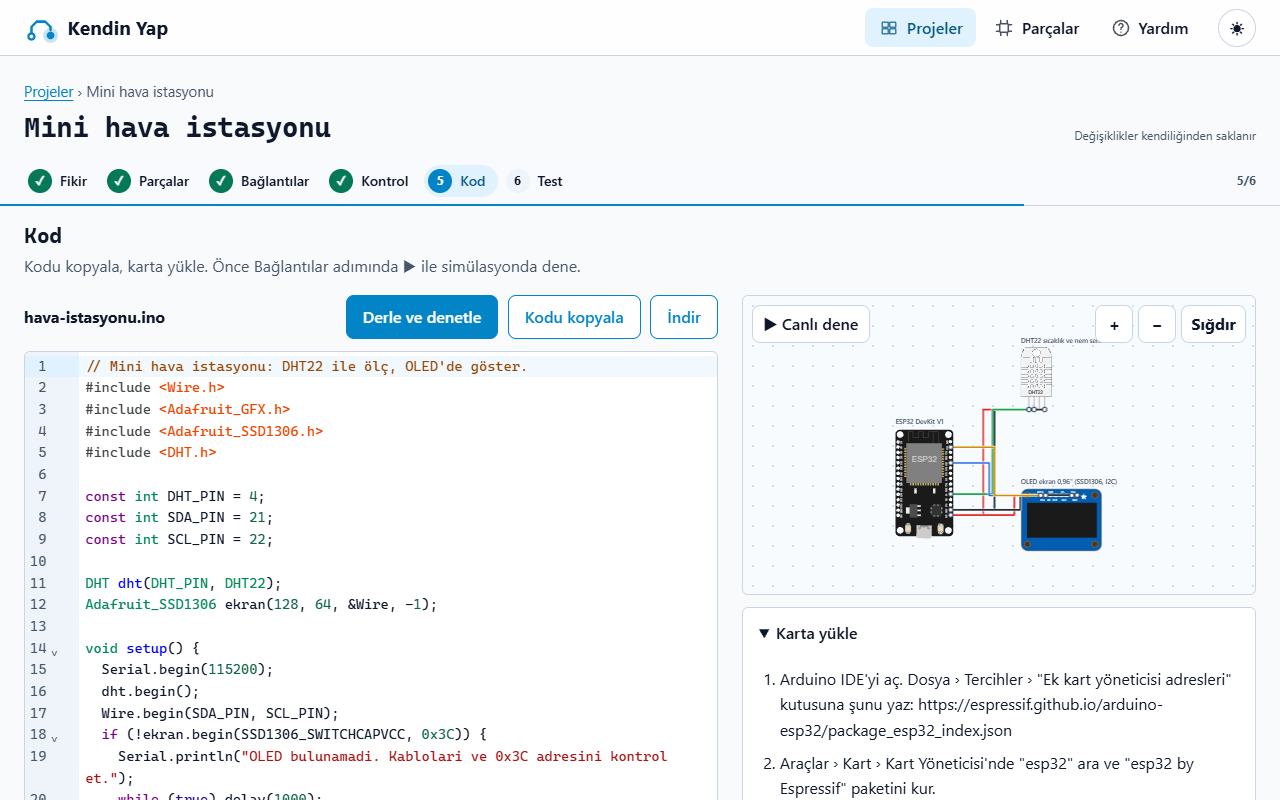 Kendin Yap
Projeler
Parçalar
Yardım
Projeler › Mini hava istasyonu
Mini hava istasyonu
Değişiklikler kendiliğinden saklanır
Fikir
Parçalar
Bağlantılar
Kontrol
5 Kod
6 Test
5/6
Kod
Kodu kopyala, karta yükle. Önce Bağlantılar adımında ▶ ile simülasyonda dene.
hava-istasyonu.ino
Derle ve denetle
Kodu kopyala
İndir
1 // Mini hava istasyonu: DHT22 ile ölç, OLED'de göster.
2 #include <Wire.h>
3 #include <Adafruit_GFX.h>
4 #include <Adafruit_SSD1306.h>
5 #include <DHT.h>
6
7 const int DHT_PIN = 4;
8 const int SDA_PIN = 21;
9 const int SCL_PIN = 22;
10
11 DHT dht(DHT_PIN, DHT22);
12 Adafruit_SSD1306 ekran(128, 64, &Wire, -1);
13
14 void setup() {
15 Serial.begin(115200);
16 dht.begin();
17 Wire.begin(SDA_PIN, SCL_PIN);
18 if (!ekran.begin(SSD1306_SWITCHCAPVCC, 0x3C)) {
19 Serial.println("OLED bulunamadi. Kablolari ve 0x3C adresini kontrol
et.");
20 while (true) delay(1000);
▶ Canlı dene
+
−
Sığdır
DHT22 sıcaklık ve nem
DHT22
ESP32 DevKit V1
ESP32
OLED ekran 0,96" (SSD1306, I2C)
▼ Karta yükle
1. Arduino IDE'yi aç. Dosya › Tercihler › "Ek kart yöneticisi adresleri"
kutusuna şunu yaz: https://espressif.github.io/arduino-
esp32/package_esp32_index.json
2. Araçlar › Kart › Kart Yöneticisi'nde "esp32" ara ve "esp32 by
Espressif" paketini kur.